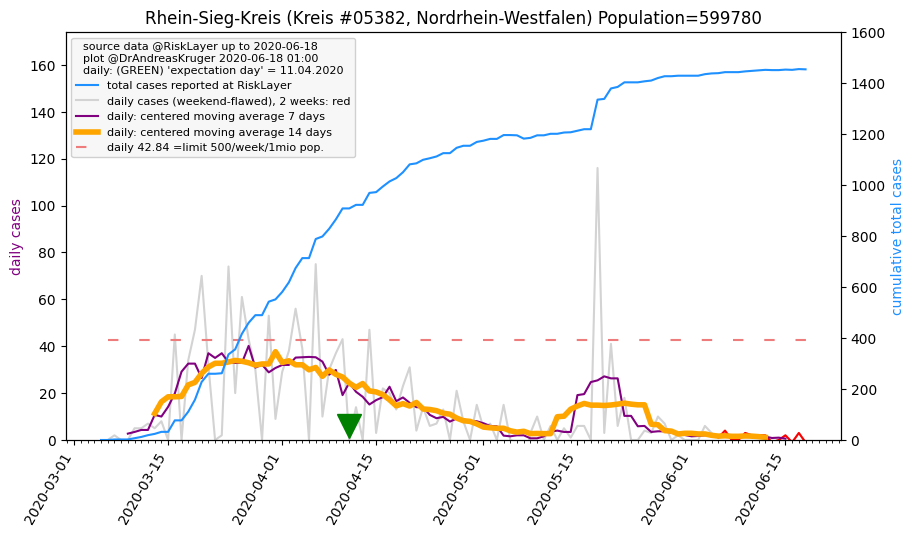 Rhein-Sieg-Kreis (Kreis #05382, Nordrhein-Westfalen) Population=599780
source data @RiskLayer up to 2020-06-18
plot @DrAndreasKruger 2020-06-18 01:00
daily: (GREEN) 'expectation day' = 11.04.2020
total cases reported at RiskLayer
daily cases (weekend-flawed), 2 weeks: red
daily: centered moving average 7 days
daily: centered moving average 14 days
daily 42.84 =limit 500/week/1mio pop.
daily cases
160
140
120
100
80
60
40
20
0
1600
1400
1200
1000
800
600
400
200
0
cumulative total cases
2020-03-01
2020-03-15
2020-04-01
2020-04-15
2020-05-01
2020-05-15
2020-06-01
2020-06-15